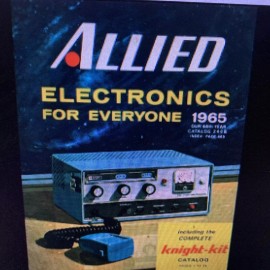 ALLIED
ELECTRONICS
FOR EVERYONE 1965
including the
COMPLETE
knight-kit
CATALOG